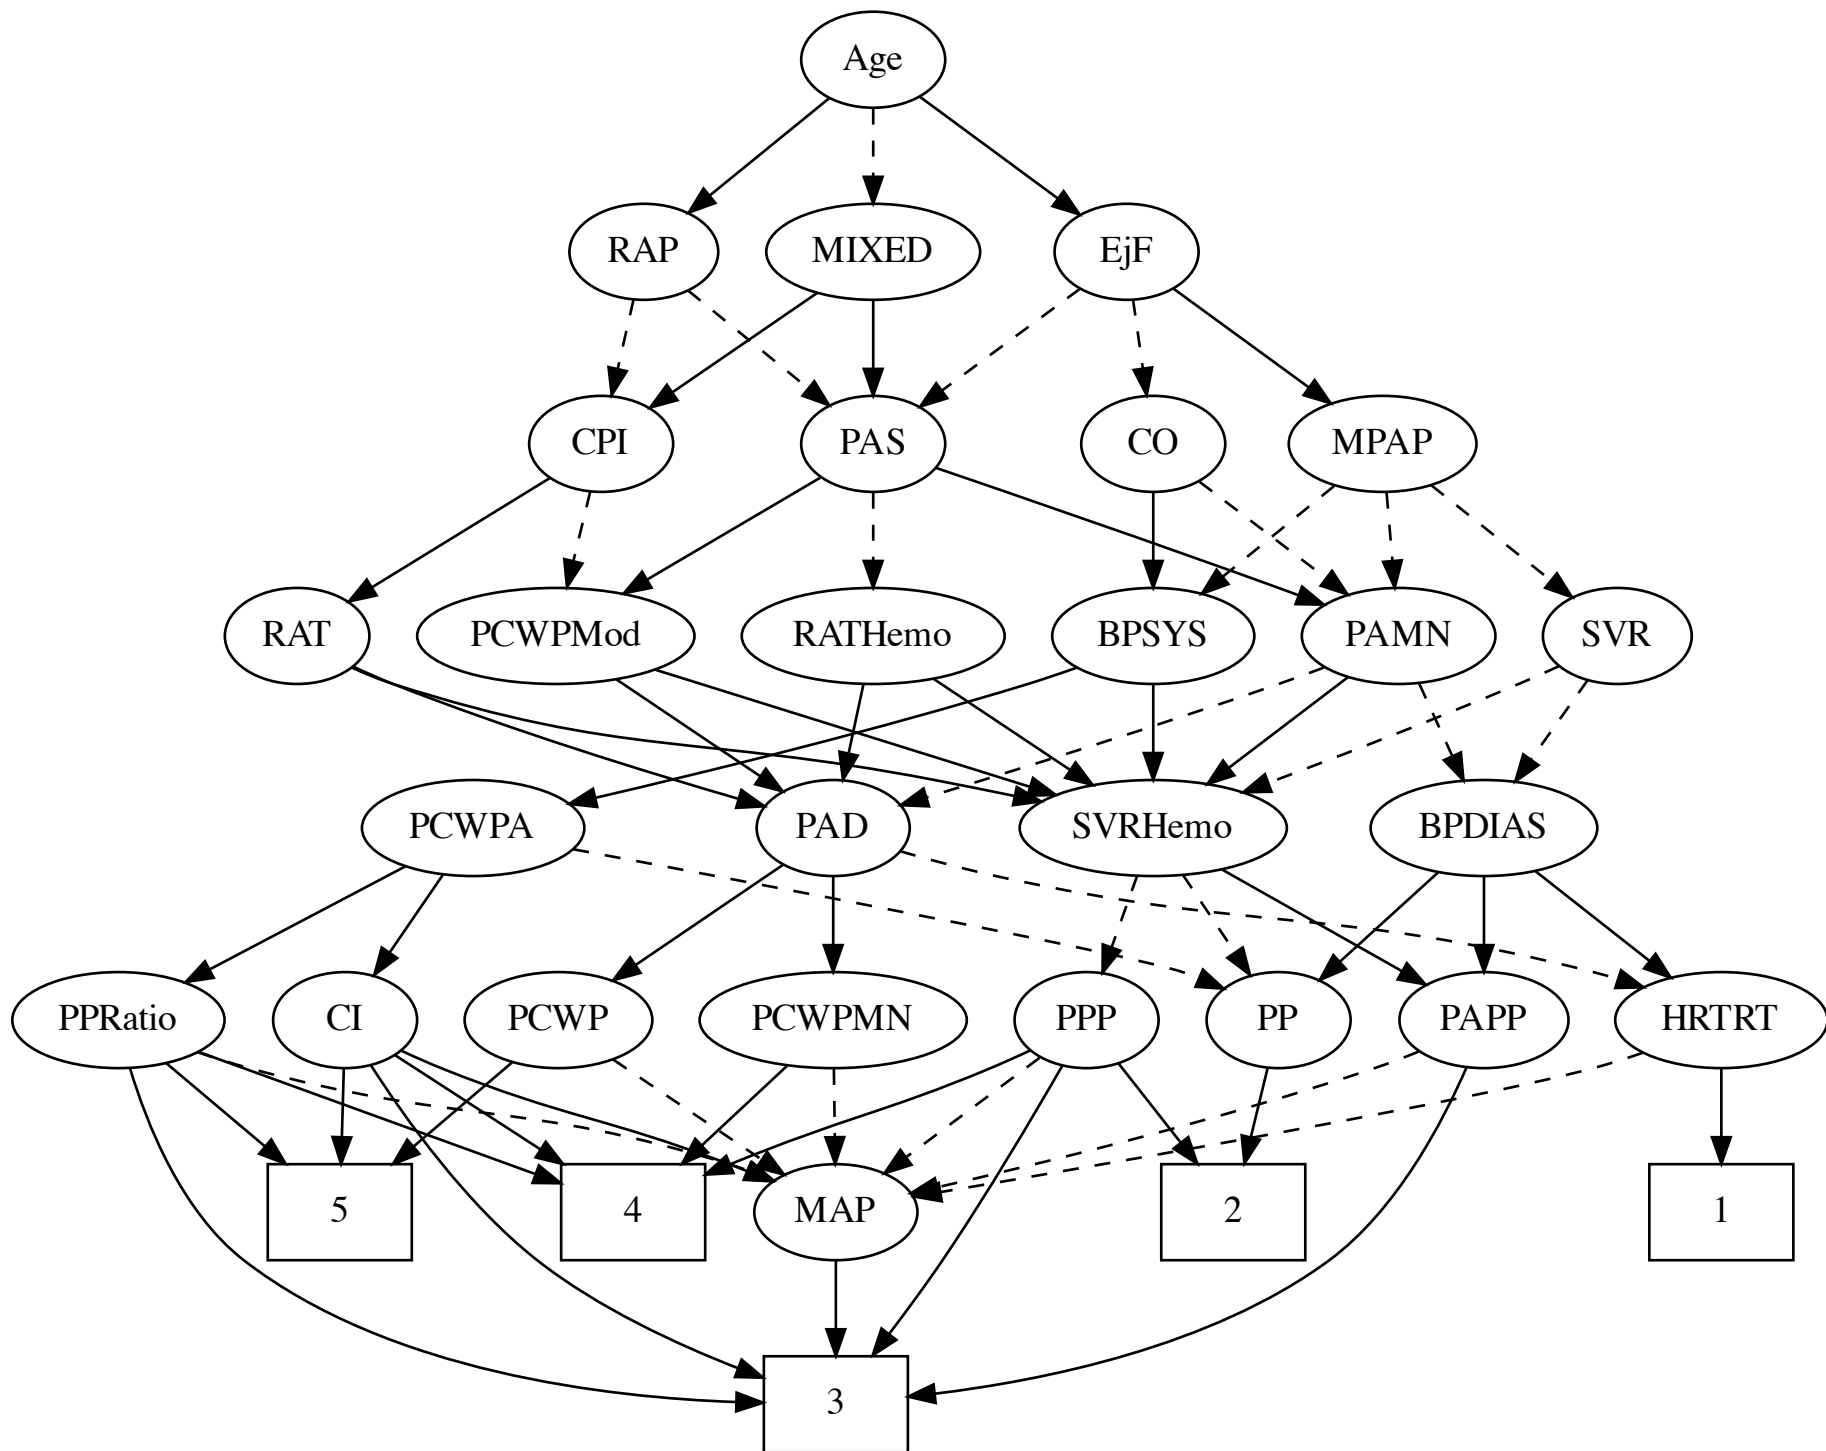 Age
RAP
MIXED
EjF
CPI
PAS
CO
MPAP
RAT
PCWPMod
RATHemo
BPSYS
PAMN
SVR
PCWPA
PAD
SVRHemo
BPDIAS
PPRatio
CI
PCWP
PCWPMN
PPP
PP
PAPP
HRTRT
5
4
MAP
2
1
3